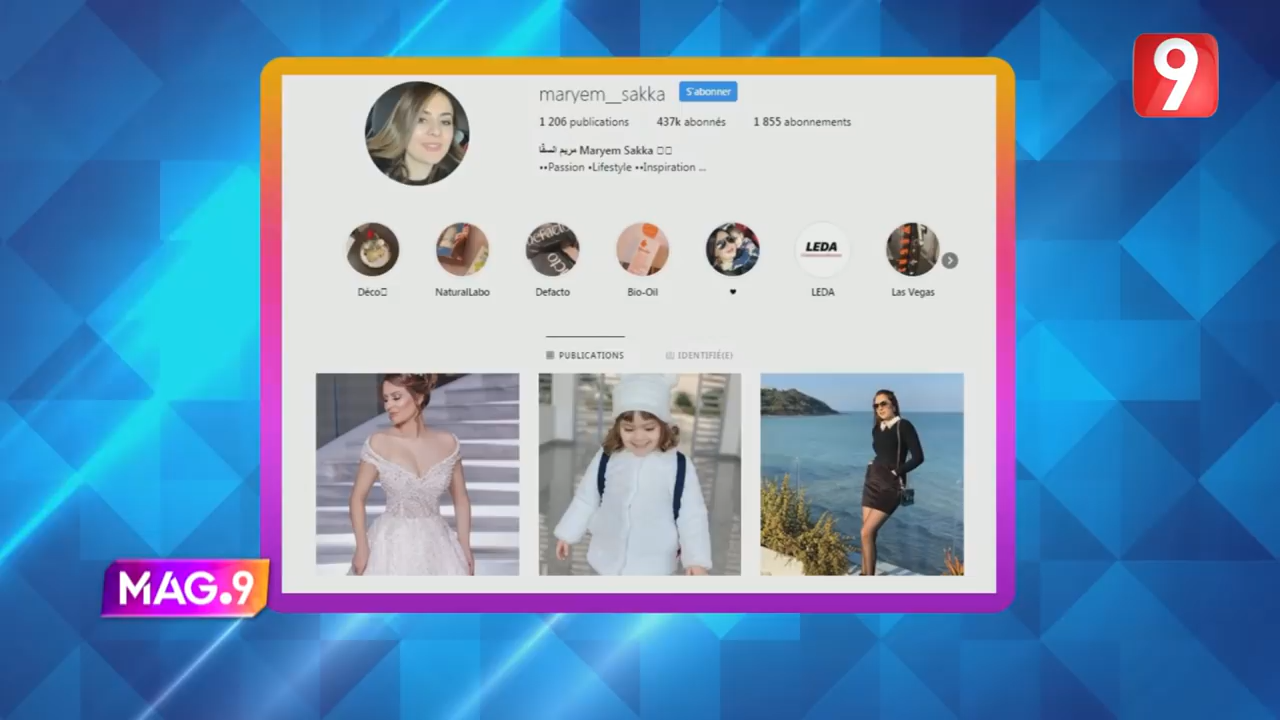 9
maryem__sakka S'abonner
1 206 publications 437k abonnés 1 855 abonnements
مريم السقا Maryem Sakka
••Passion •Lifestyle ••Inspiration ...
Déco NaturalLabo Defacto Bio-Oil ♥ LEDA Las Vegas
LEDA
PUBLICATIONS IDENTIFIÉ(E)
MAG.9